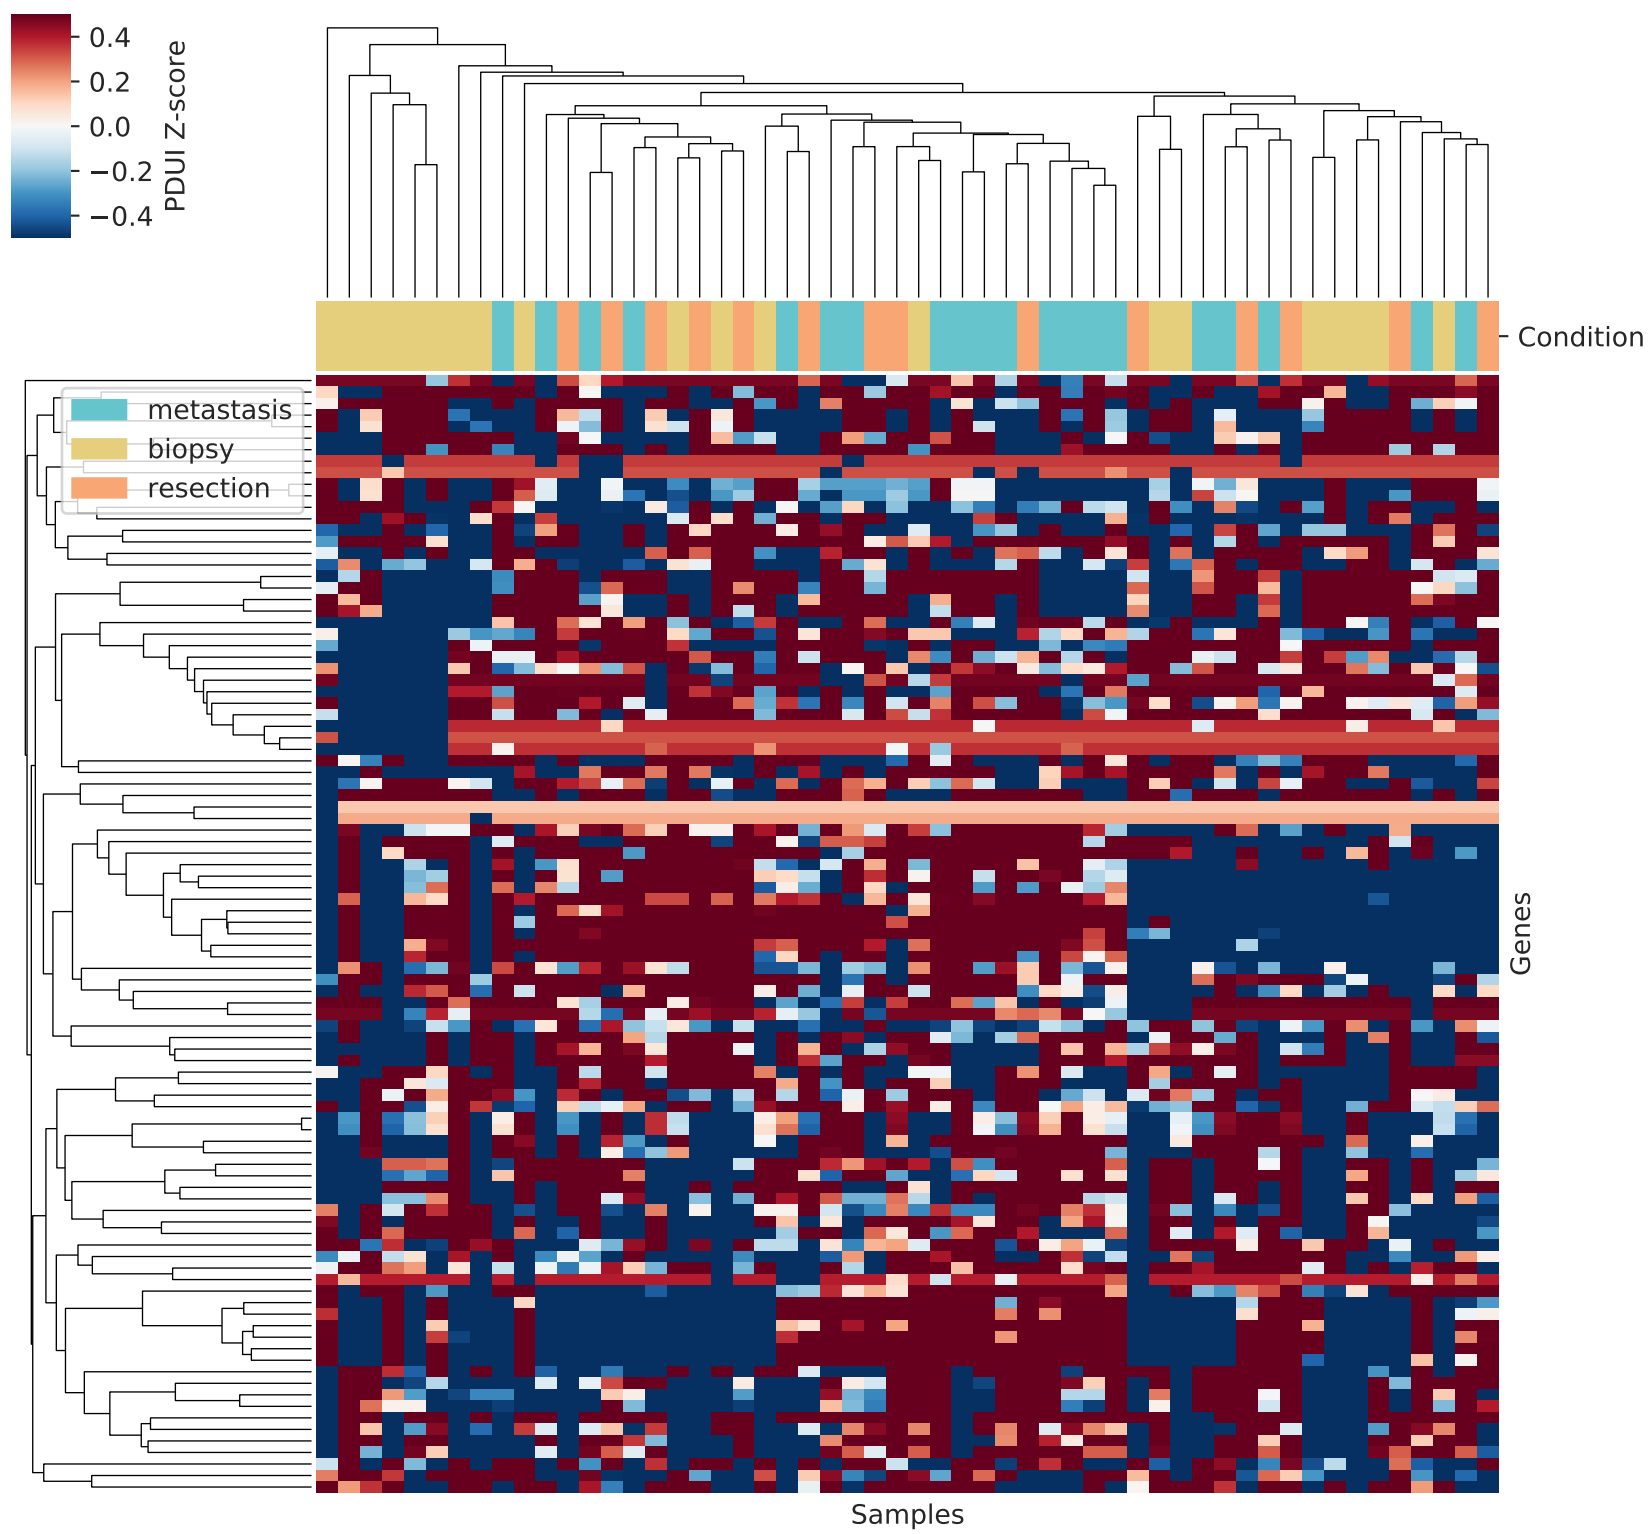 0.4
0.2
0.0
−0.2
−0.4
PDUI Z-score
Condition
metastasis
biopsy
resection
Genes
Samples